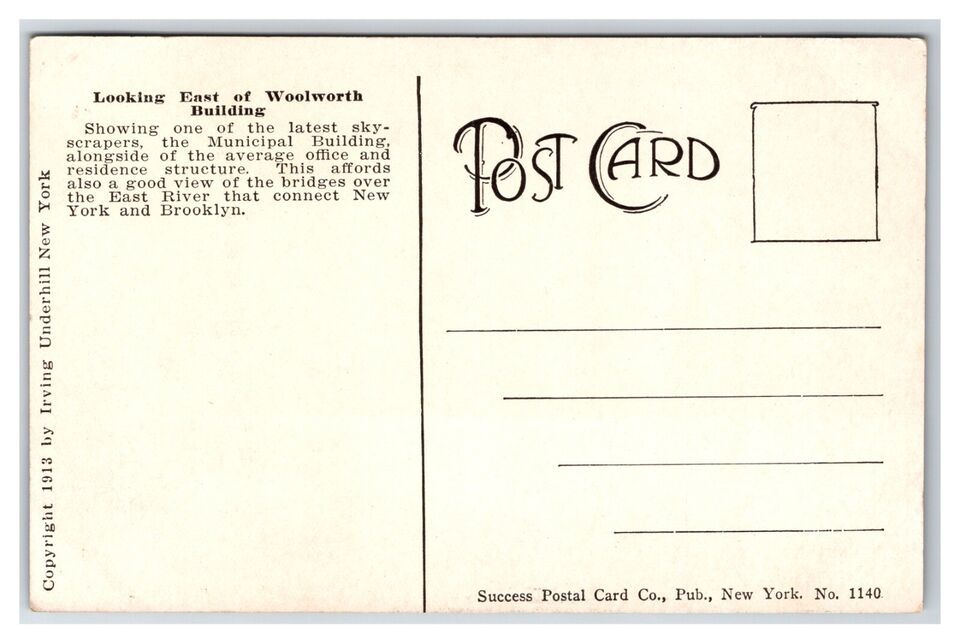 Looking East of Woolworth
Building
Showing one of the latest sky-
scrapers, the Municipal Building,
alongside of the average office and
residence structure. This affords
also a good view of the bridges over
the East River that connect New
York and Brooklyn.
Copyright 1913 by Irving Underhill New York
POST CARD
Success Postal Card Co., Pub., New York. No. 1140